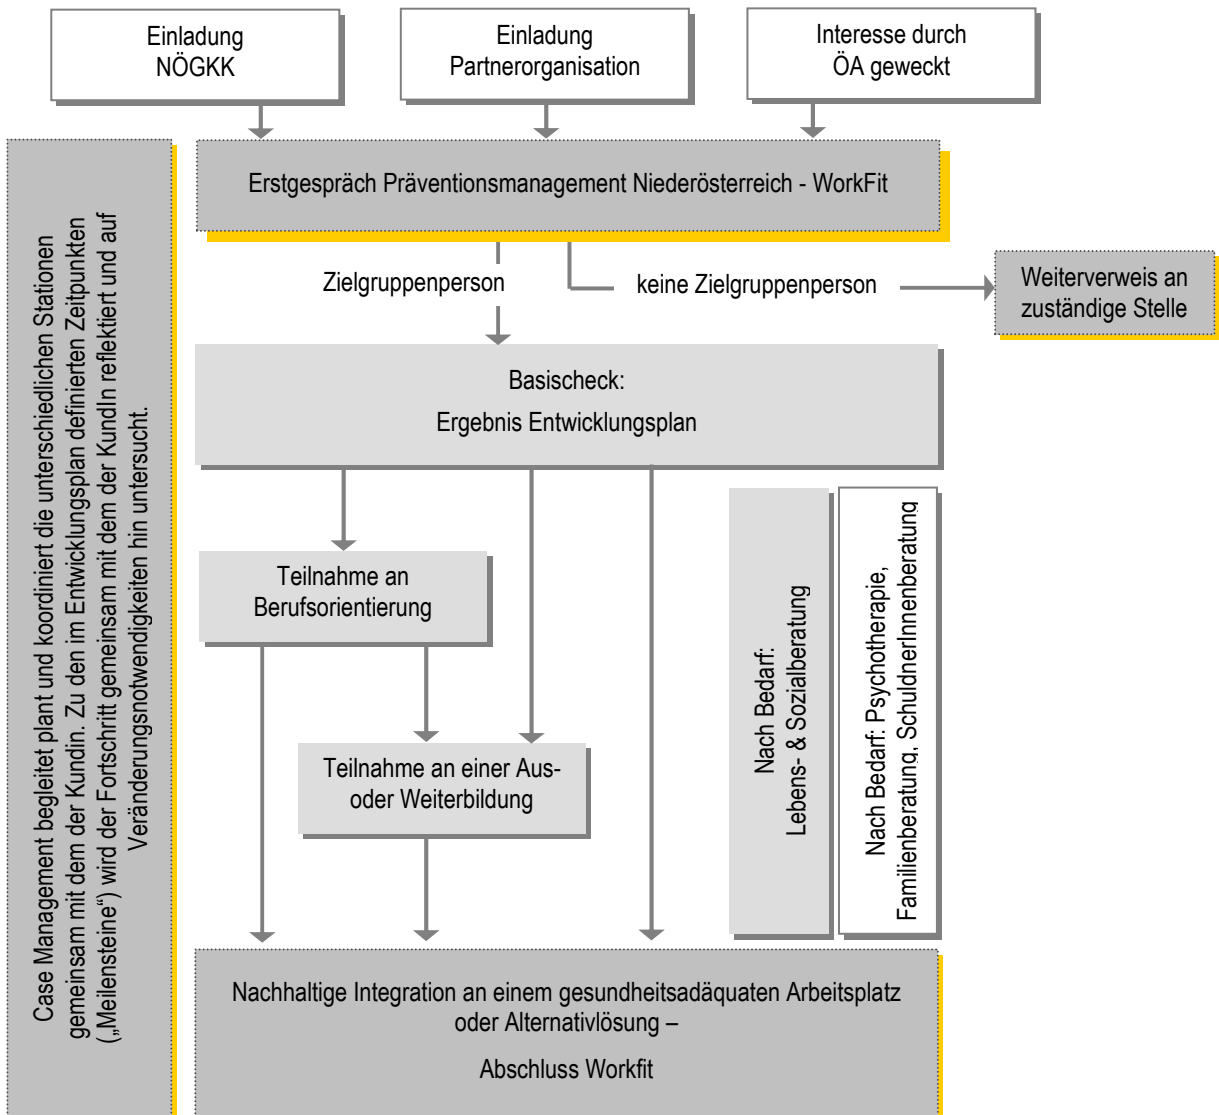 Einladung
NÖGKK
Einladung
Partnerorganisation
Interesse durch
ÖA geweckt
Case Management begleitet plant und koordiniert die unterschiedlichen Stationen
gemeinsam mit dem der Kundin. Zu den im Entwicklungsplan definierten Zeitpunkten
(„Meilensteine“) wird der Fortschritt gemeinsam mit dem der KundIn reflektiert und auf
Veränderungsnotwendigkeiten hin untersucht.
Erstgespräch Präventionsmanagement Niederösterreich - WorkFit
Zielgruppenperson
keine Zielgruppenperson
Weiterverweis an
zuständige Stelle
Basischeck:
Ergebnis Entwicklungsplan
Teilnahme an
Berufsorientierung
Teilnahme an einer Aus-
oder Weiterbildung
Nach Bedarf:
Lebens- & Sozialberatung
Nach Bedarf: Psychotherapie,
Familienberatung, SchuldnerInnenberatung
Nachhaltige Integration an einem gesundheitsadäquaten Arbeitsplatz
oder Alternativlösung –
Abschluss Workfit